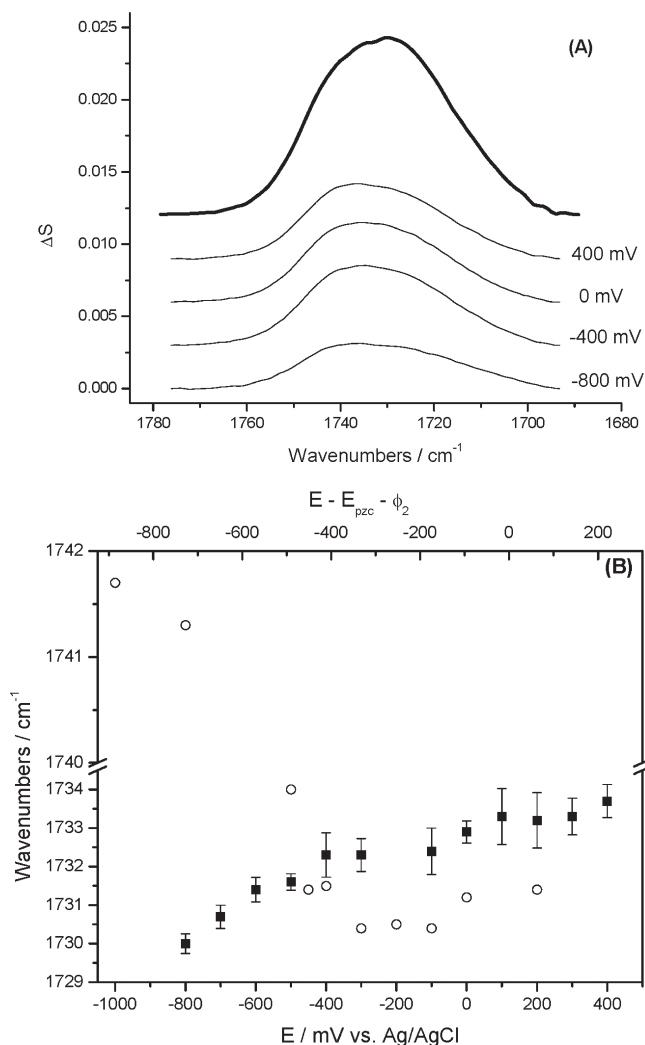 (A)
0.025
0.020
0.015
0.010
0.005
0.000
ΔS
400 mV
0 mV
-400 mV
-800 mV
1780 1760 1740 1720 1700 1680
Wavenumbers / cm⁻¹
E - E_pzc - ϕ₂
-800 -600 -400 -200 0 200
(B)
1742
1741
1740
1734
1733
1732
1731
1730
1729
Wavenumbers / cm⁻¹
-1000 -800 -600 -400 -200 0 200 400
E / mV vs. Ag/AgCl